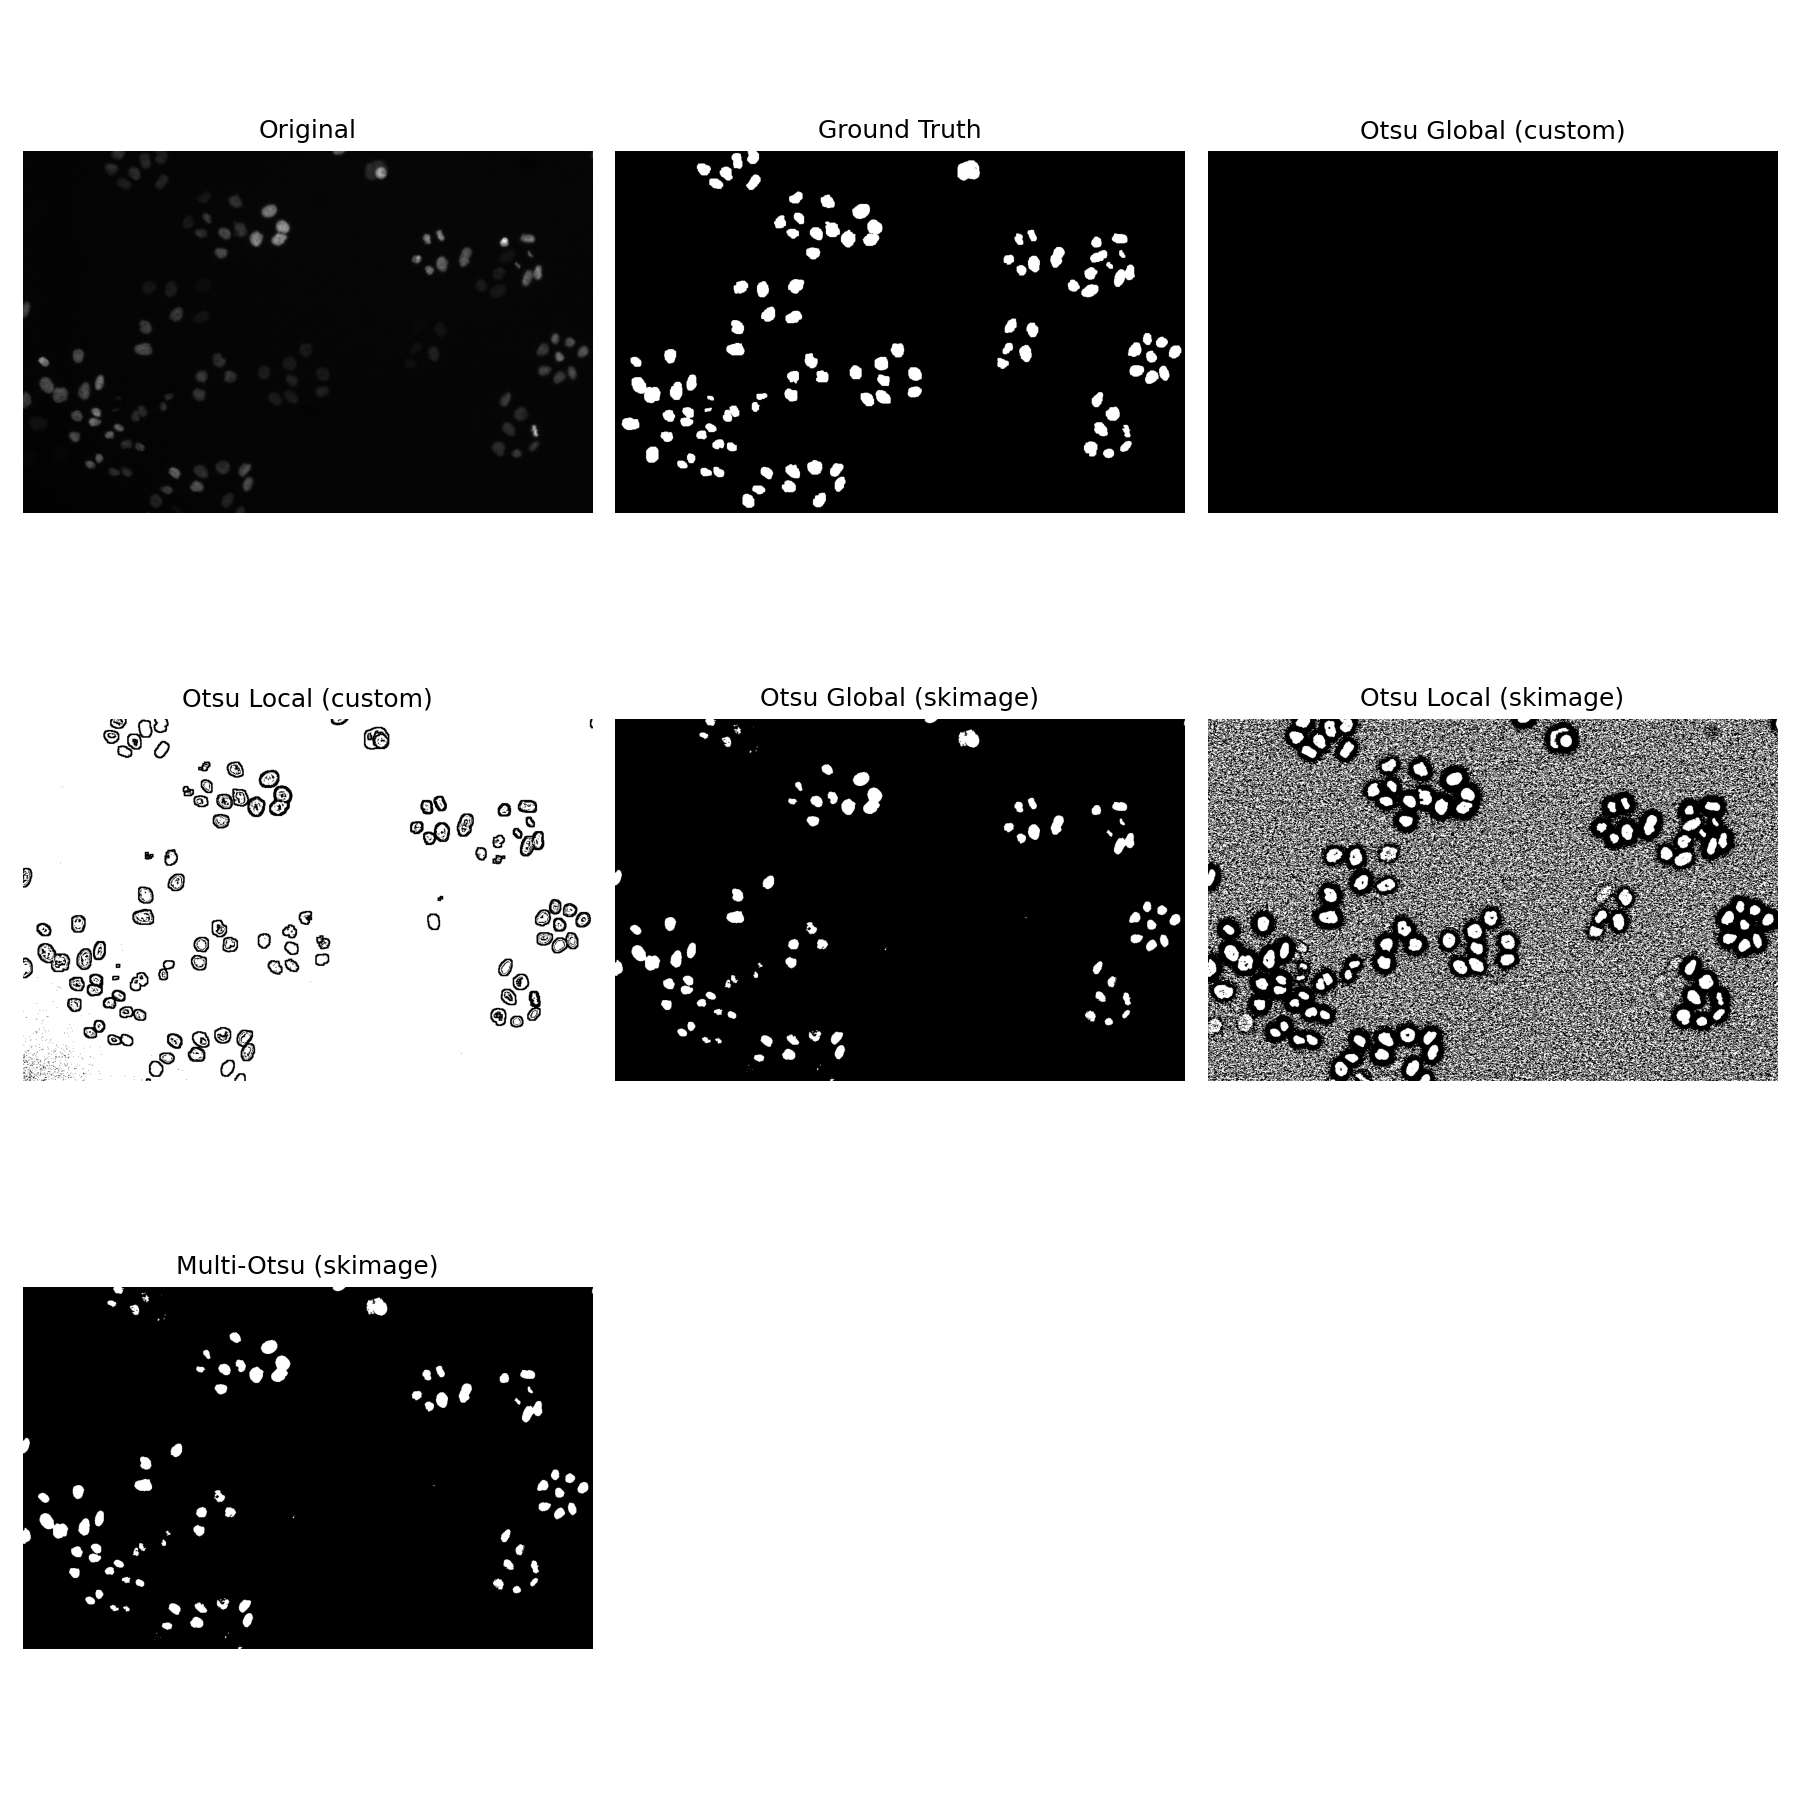 Original
Ground Truth
Otsu Global (custom)
Otsu Local (custom)
Otsu Global (skimage)
Otsu Local (skimage)
Multi-Otsu (skimage)